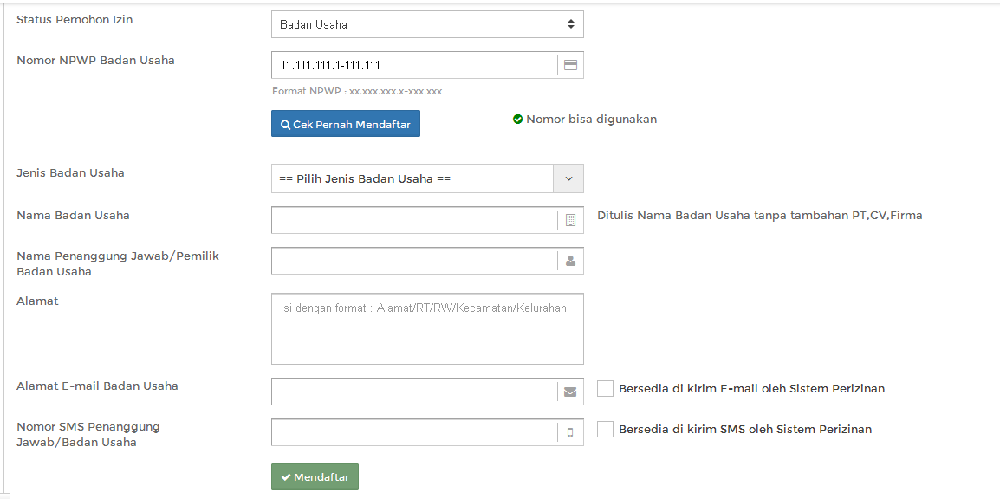 Status Pemohon Izin
Badan Usaha
Nomor NPWP Badan Usaha
11.111.111.1-111.111
Format NPWP : xx.xxx.xxx.x-xxx.xxx
Cek Pernah Mendaftar
Nomor bisa digunakan
Jenis Badan Usaha
== Pilih Jenis Badan Usaha ==
Nama Badan Usaha
Ditulis Nama Badan Usaha tanpa tambahan PT,CV,Firma
Nama Penanggung Jawab/Pemilik
Badan Usaha
Alamat
Isi dengan format : Alamat/RT/RW/Kecamatan/Kelurahan
Alamat E-mail Badan Usaha
Bersedia di kirim E-mail oleh Sistem Perizinan
Nomor SMS Penanggung
Jawab/Badan Usaha
Bersedia di kirim SMS oleh Sistem Perizinan
Mendaftar